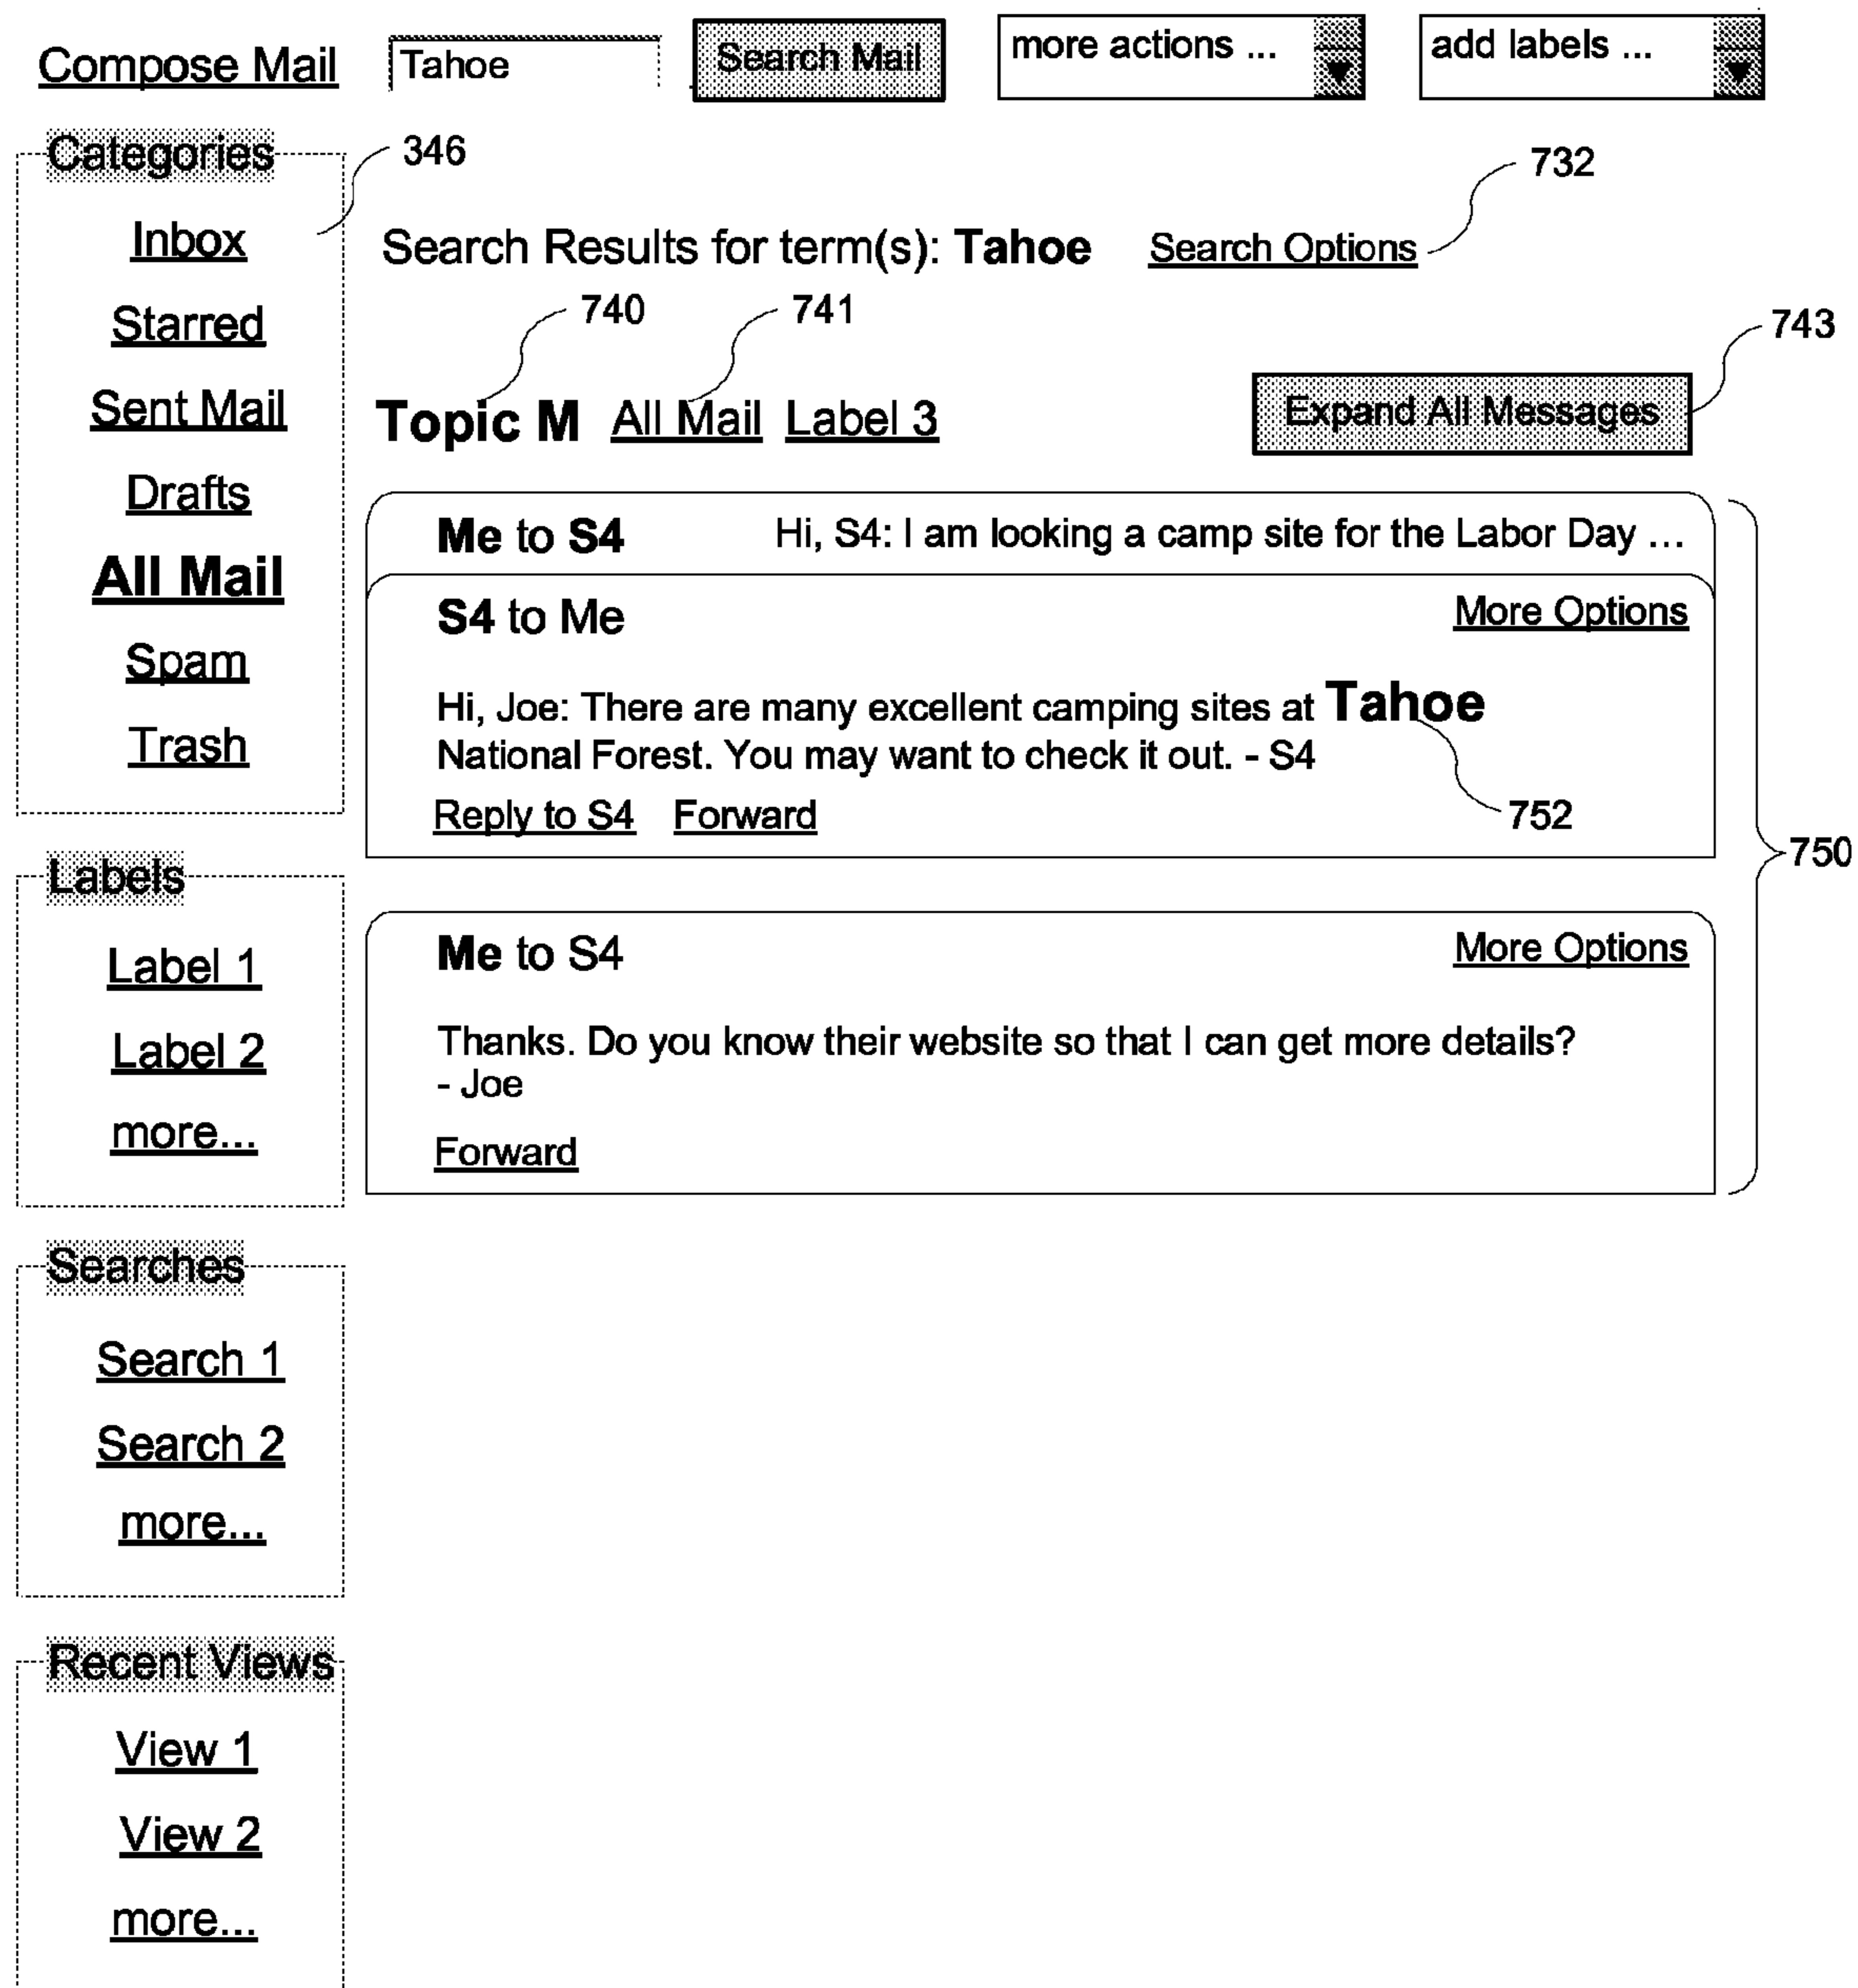 Compose Mail Tahoe Search Mail more actions ... add labels ...
Categories
346
Inbox
Starred
Sent Mail
Drafts
All Mail
Spam
Trash
Labels
Label 1
Label 2
more...
Searches
Search 1
Search 2
more...
Recent Views
View 1
View 2
more...
732
Search Results for term(s): Tahoe Search Options
740 741
743
Topic M All Mail Label 3 Expand All Messages
Me to S4 Hi, S4: I am looking a camp site for the Labor Day ...
S4 to Me More Options
Hi, Joe: There are many excellent camping sites at Tahoe
National Forest. You may want to check it out. - S4
Reply to S4 Forward
752
750
Me to S4 More Options
Thanks. Do you know their website so that I can get more details?
- Joe
Forward